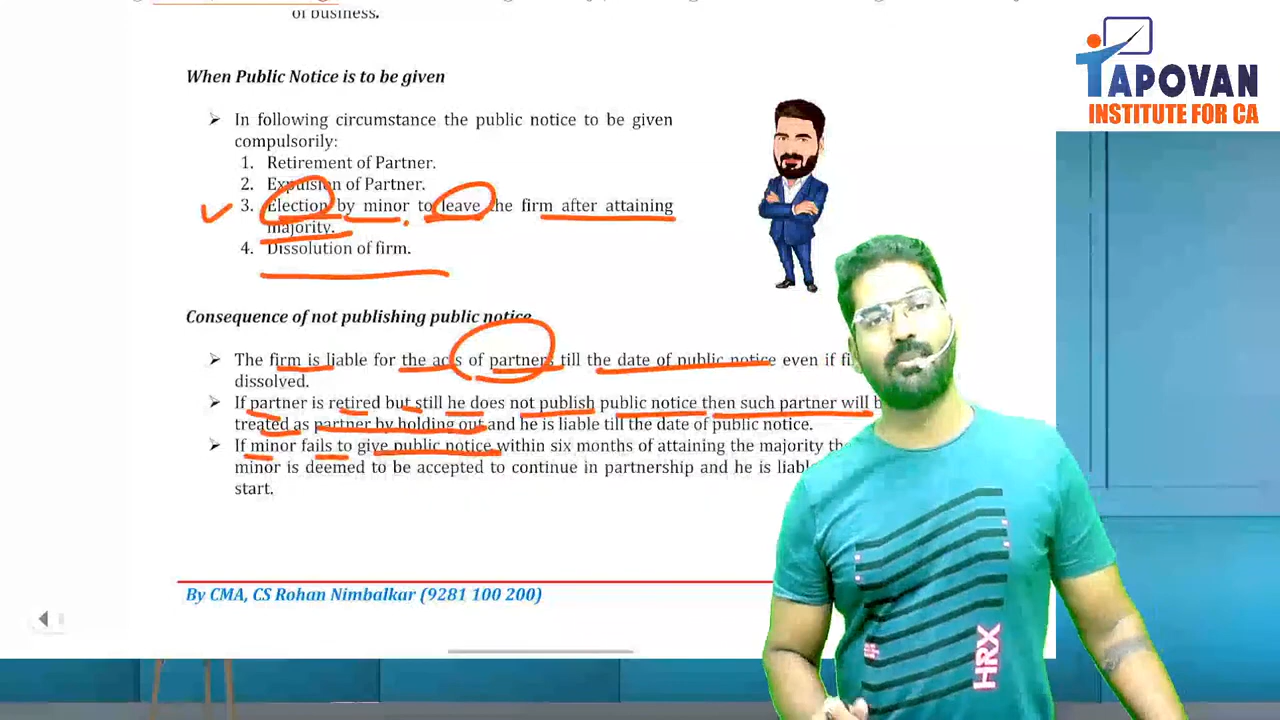 of business.
When Public Notice is to be given
➢ In following circumstance the public notice to be given
compulsorily:
1. Retirement of Partner.
2. Expulsion of Partner.
3. Election by minor to leave the firm after attaining
majority.
4. Dissolution of firm.
Consequence of not publishing public notice
➢ The firm is liable for the acts of partners till the date of public notice even if
dissolved.
➢ If partner is retired but still he does not publish public notice then such partner will
treated as partner by holding out and he is liable till the date of public notice.
➢ If minor fails to give public notice within six months of attaining the majority
minor is deemed to be accepted to continue in partnership and he is liable
start.
By CMA, CS Rohan Nimbalkar (9281 100 200)
TAPOVAN
INSTITUTE FOR CA
HRX